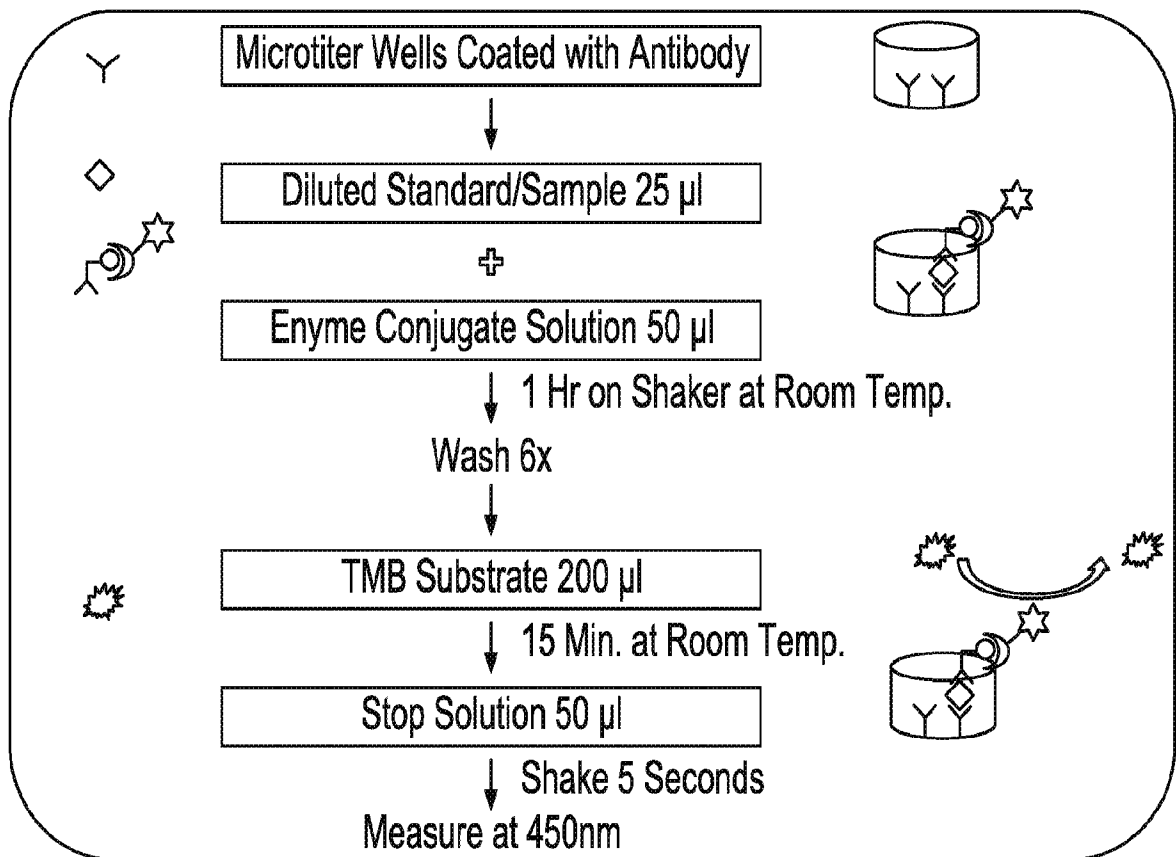 Microtiter Wells Coated with Antibody
Diluted Standard/Sample 25 µl
Enyme Conjugate Solution 50 µl
1 Hr on Shaker at Room Temp.
Wash 6x
TMB Substrate 200 µl
15 Min. at Room Temp.
Stop Solution 50 µl
Shake 5 Seconds
Measure at 450nm